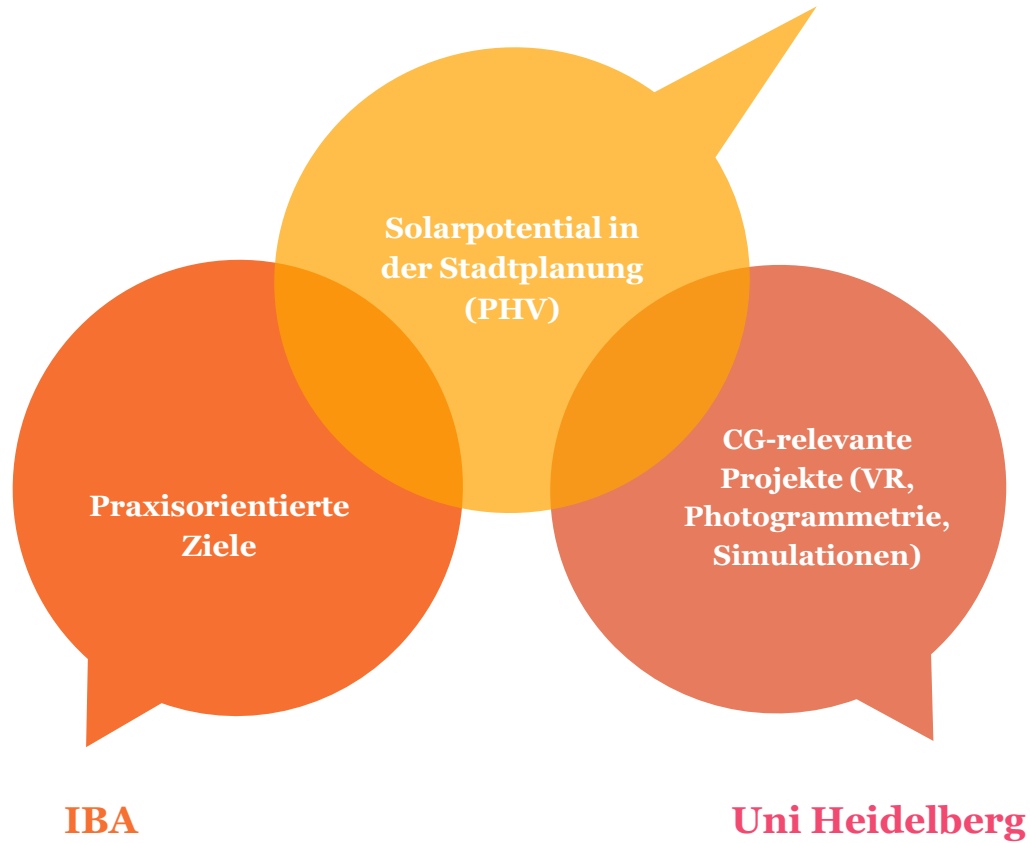 Solarpotential in
der Stadtplanung
(PHV)
Praxisorientierte
Ziele
CG-relevante
Projekte (VR,
Photogrammetrie,
Simulationen)
IBA
Uni Heidelberg